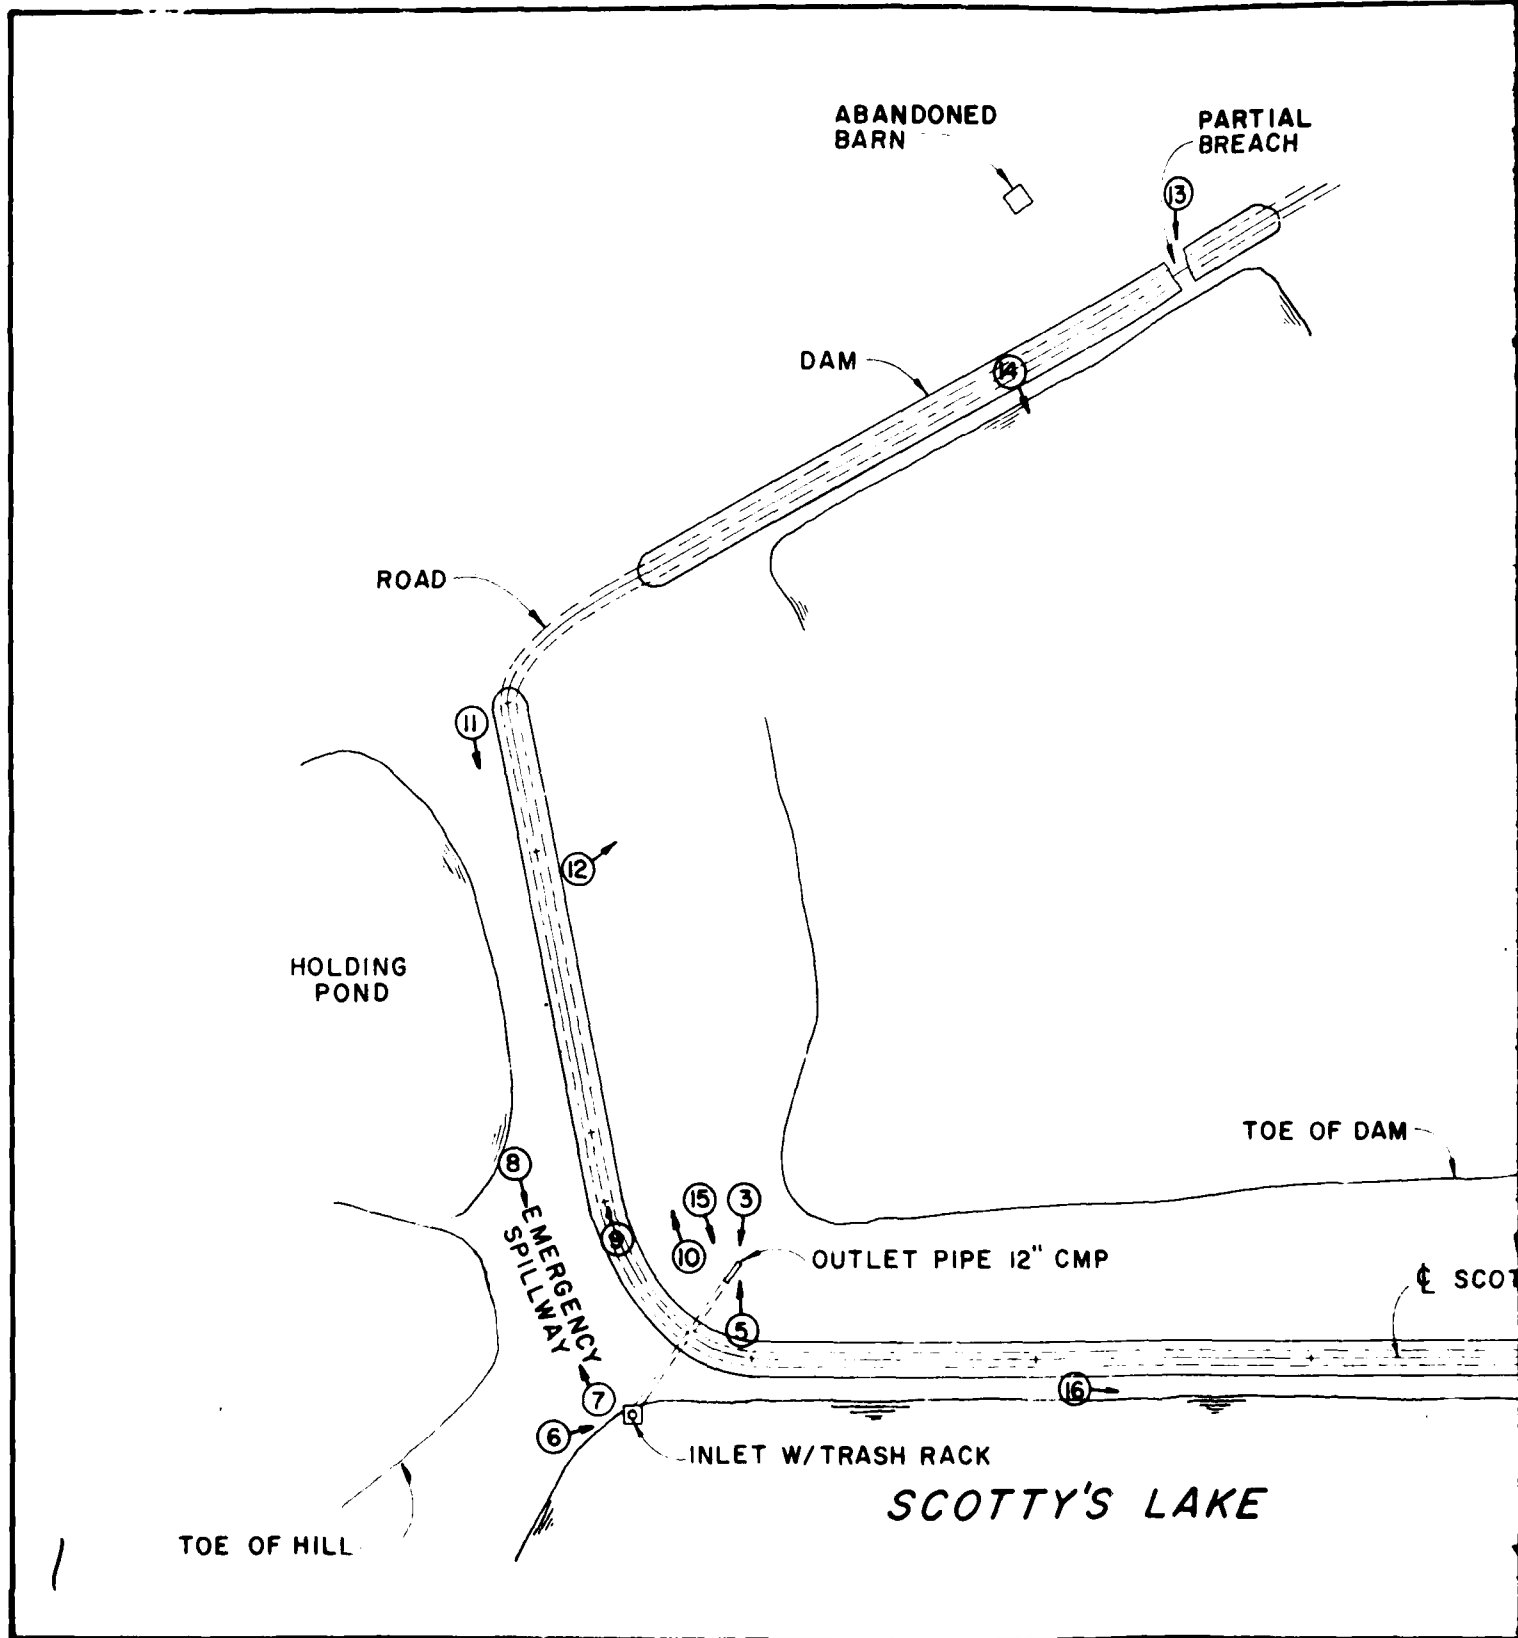 ABANDONED
BARN
PARTIAL
BREACH
13
DAM
14
ROAD
11
12
HOLDING
POND
TOE OF DAM
8
15
3
EMERGENCY
SPILLWAY
9
10
OUTLET PIPE 12" CMP
℄ SCOT
5
7
16
6
INLET W/TRASH RACK
SCOTTY'S LAKE
TOE OF HILL